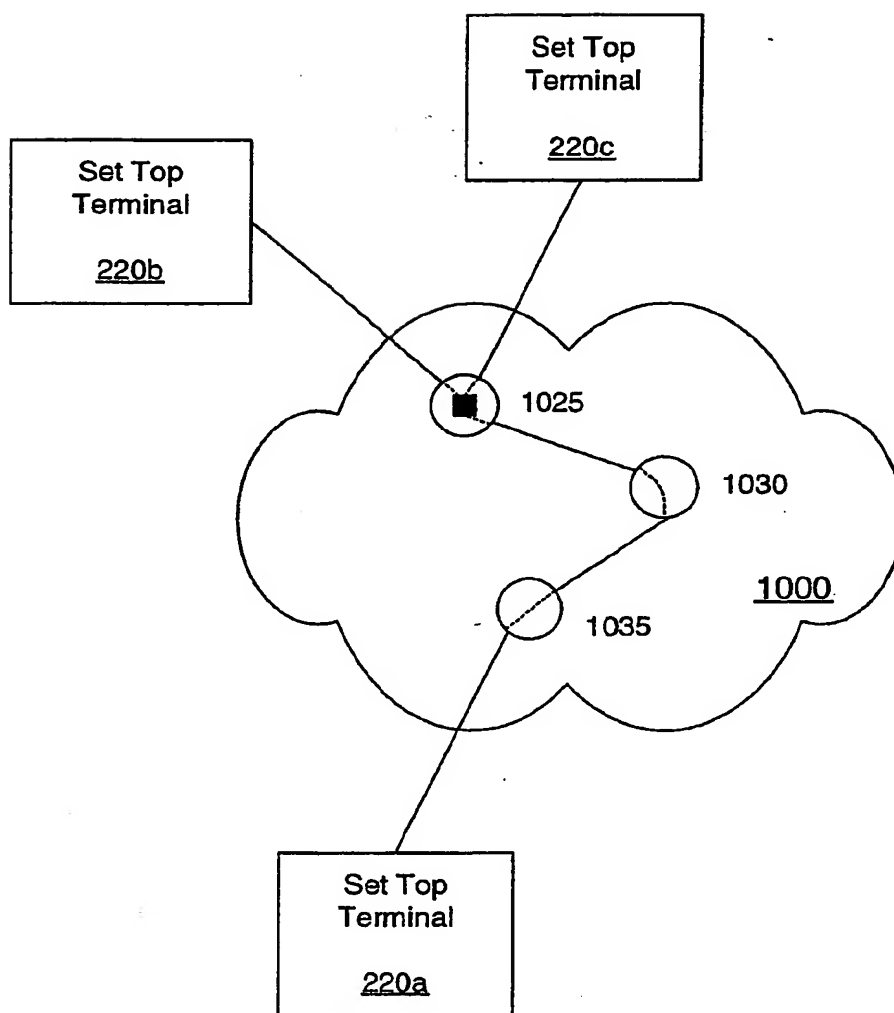 Set Top
Terminal
220c
Set Top
Terminal
220b
1025
1030
1000
1035
Set Top
Terminal
220a